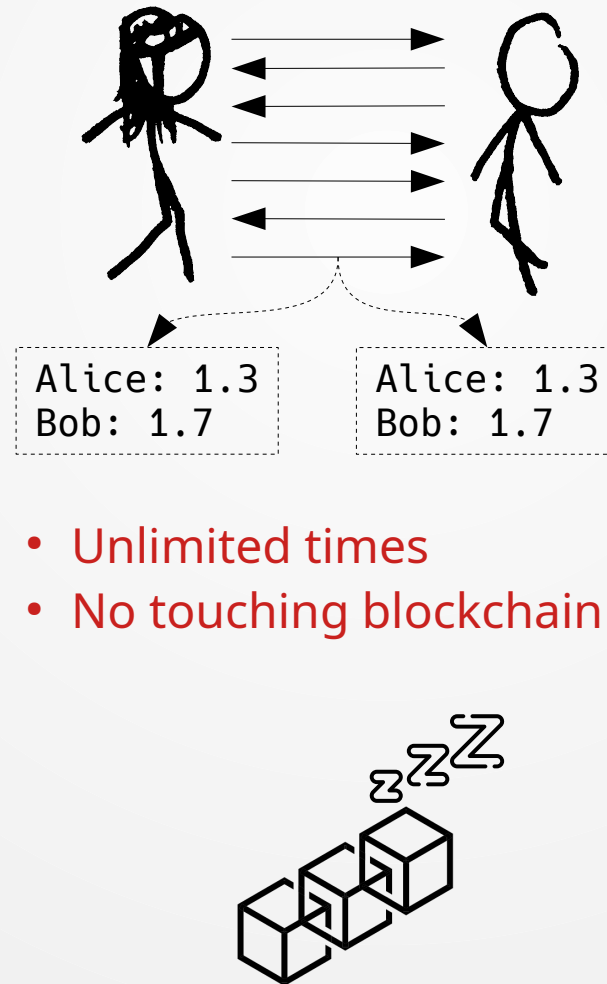 Alice: 1.3
Bob: 1.7
Alice: 1.3
Bob: 1.7
• Unlimited times
• No touching blockchain
z z Z